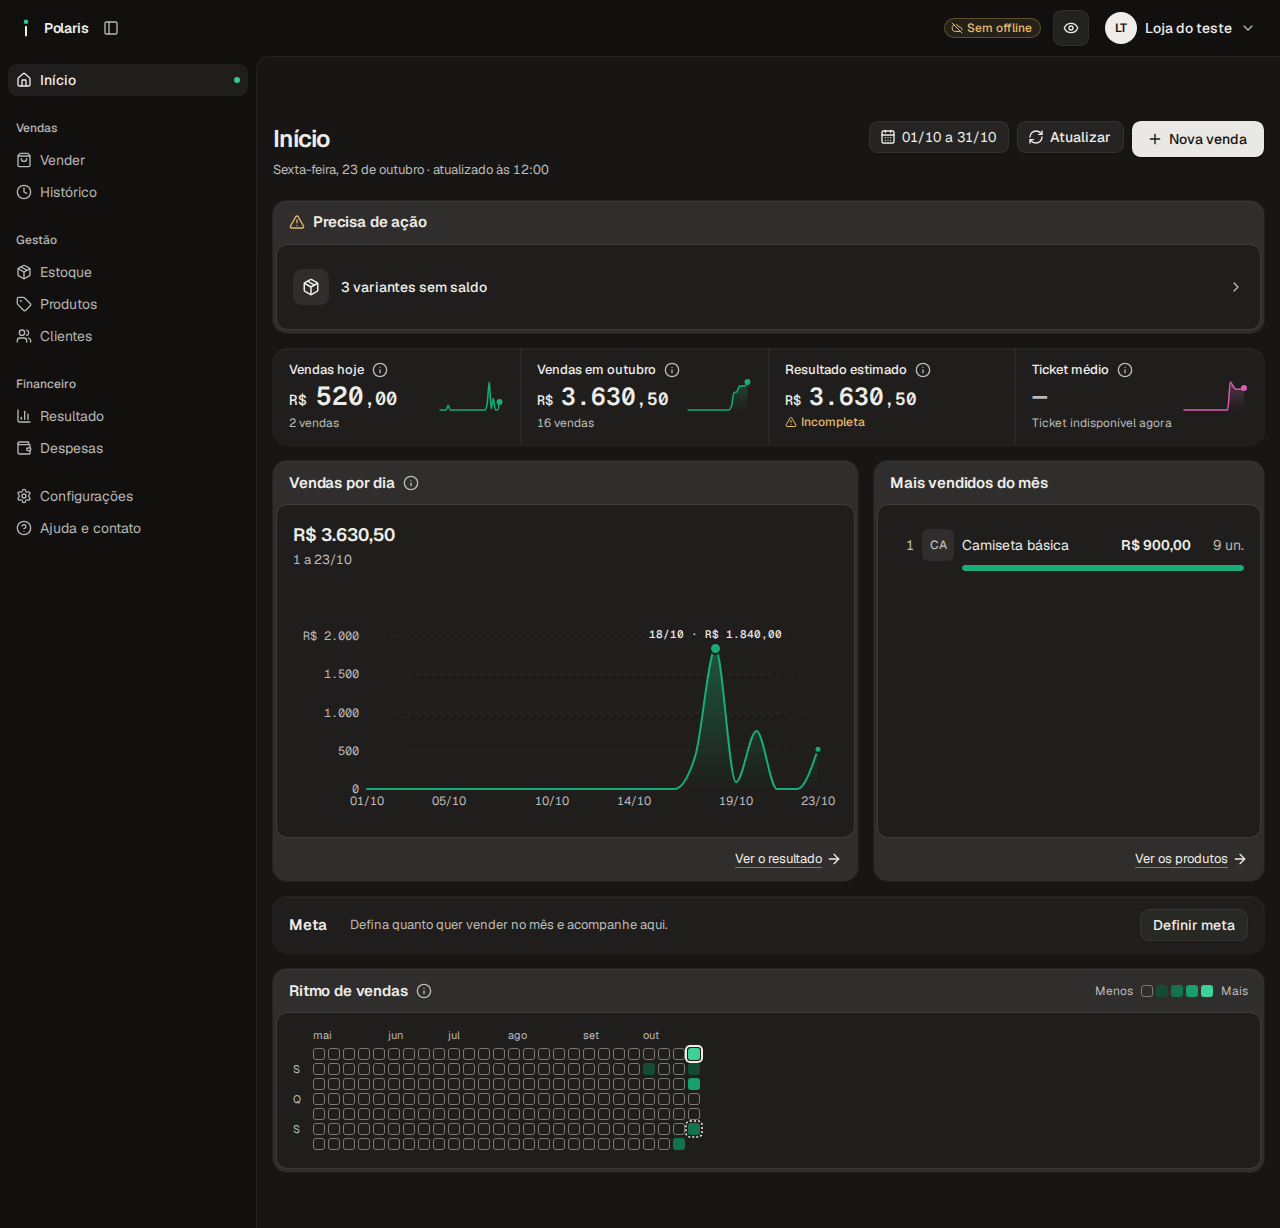 Polaris
Sem offline
LT
Loja do teste
Início
Vendas
Vender
Histórico
Gestão
Estoque
Produtos
Clientes
Financeiro
Resultado
Despesas
Configurações
Ajuda e contato
Início
Sexta-feira, 23 de outubro · atualizado às 12:00
01/10 a 31/10
Atualizar
Nova venda
Precisa de ação
3 variantes sem saldo
Vendas hoje
R$ 520,00
2 vendas
Vendas em outubro
R$ 3.630,50
16 vendas
Resultado estimado
R$ 3.630,50
Incompleta
Ticket médio
—
Ticket indisponível agora
Vendas por dia
R$ 3.630,50
1 a 23/10
18/10 · R$ 1.840,00
R$ 2.000
1.500
1.000
500
0
01/10 05/10 10/10 14/10 19/10 23/10
Ver o resultado
Mais vendidos do mês
1 CA Camiseta básica R$ 900,00 9 un.
Ver os produtos
Meta
Defina quanto quer vender no mês e acompanhe aqui.
Definir meta
Ritmo de vendas
Menos Mais
mai jun jul ago set out
S
Q
S